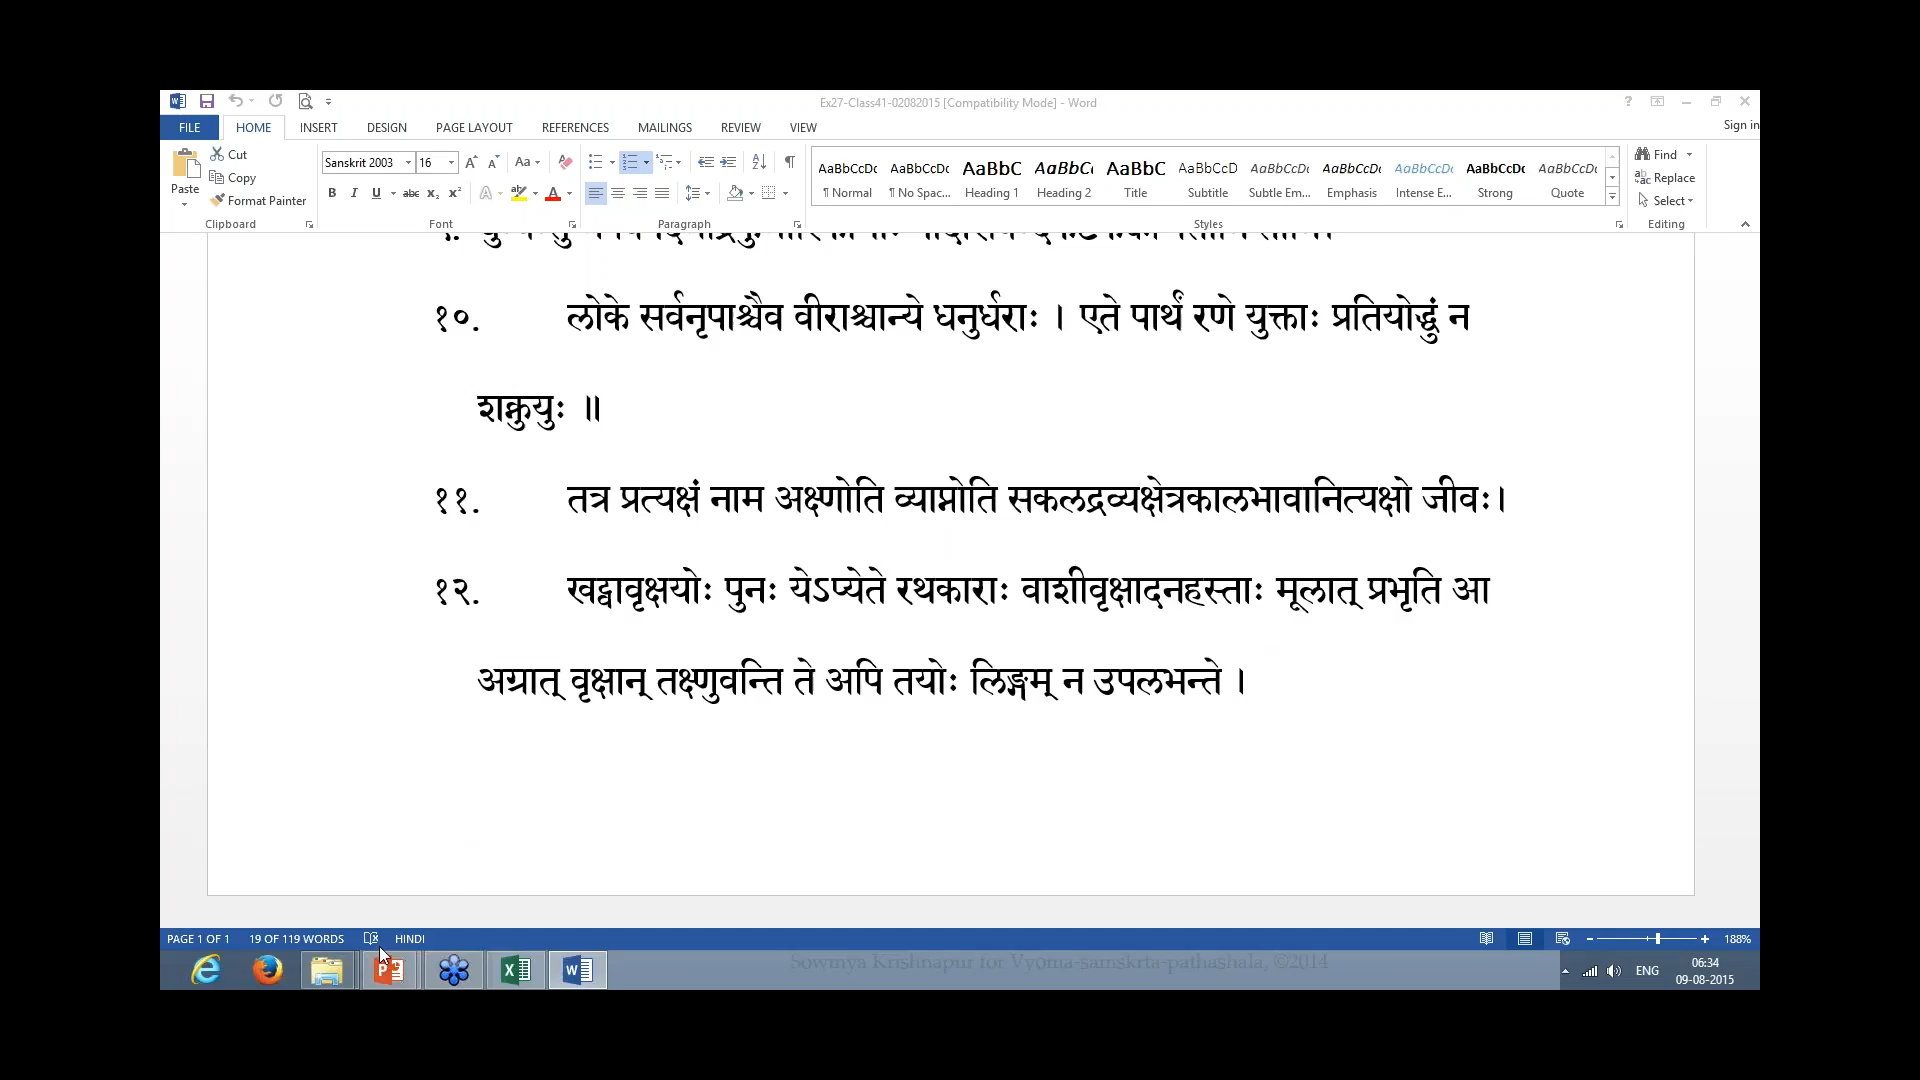 Ex27-Class41-02082015 [Compatibility Mode] - Word
FILE HOME INSERT DESIGN PAGE LAYOUT REFERENCES MAILINGS REVIEW VIEW Sign in
Paste Cut Copy Format Painter
Sanskrit 2003 16
AaBbCcDc AaBbCcDc AaBbC AaBbC AaBbC AaBbCcD AaBbCcDc AaBbCcDc AaBbCcDc AaBbCcDc AaBbCcDc
¶ Normal ¶ No Spac... Heading 1 Heading 2 Title Subtitle Subtle Em... Emphasis Intense E... Strong Quote
Find Replace Select
Clipboard Font Paragraph Styles Editing
१०. लोके सर्वनृपाश्चैव वीराश्चान्ये धनुर्धराः । एते पार्थं रणे युक्ताः प्रतियोद्धुं न
शक्नुयुः ॥
११. तत्र प्रत्यक्षं नाम अक्ष्णोति व्याप्नोति सकलद्रव्यक्षेत्रकालभावानित्यक्षो जीवः।
१२. खट्वावृक्षयोः पुनः येऽप्येते रथकाराः वाशीवृक्षादनहस्ताः मूलात् प्रभृति आ
अग्रात् वृक्षान् तक्ष्णुवन्ति ते अपि तयोः लिङ्गम् न उपलभन्ते ।
PAGE 1 OF 1 19 OF 119 WORDS HINDI 188%
Sowmya Krishnapur for Vyoma-samskrta-pathashala, ©2014
ENG 06:34
09-08-2015